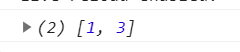 ▶ (2) [1, 3]